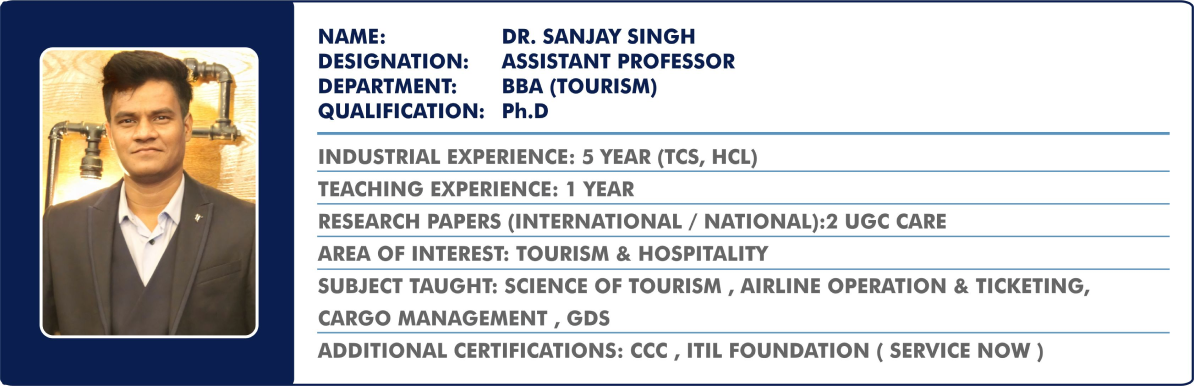 NAME: DR. SANJAY SINGH
DESIGNATION: ASSISTANT PROFESSOR
DEPARTMENT: BBA (TOURISM)
QUALIFICATION: Ph.D
INDUSTRIAL EXPERIENCE: 5 YEAR (TCS, HCL)
TEACHING EXPERIENCE: 1 YEAR
RESEARCH PAPERS (INTERNATIONAL / NATIONAL):2 UGC CARE
AREA OF INTEREST: TOURISM & HOSPITALITY
SUBJECT TAUGHT: SCIENCE OF TOURISM , AIRLINE OPERATION & TICKETING,
CARGO MANAGEMENT , GDS
ADDITIONAL CERTIFICATIONS: CCC , ITIL FOUNDATION ( SERVICE NOW )